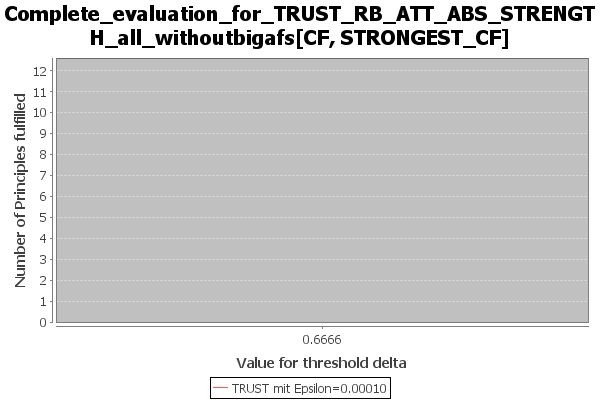 Complete_evaluation_for_TRUST_RB_ATT_ABS_STRENGT
H_all_withoutbigafs[CF, STRONGEST_CF]
Number of Principles fulfilled
12
11
10
9
8
7
6
5
4
3
2
1
0
0.6666
Value for threshold delta
TRUST mit Epsilon=0.00010